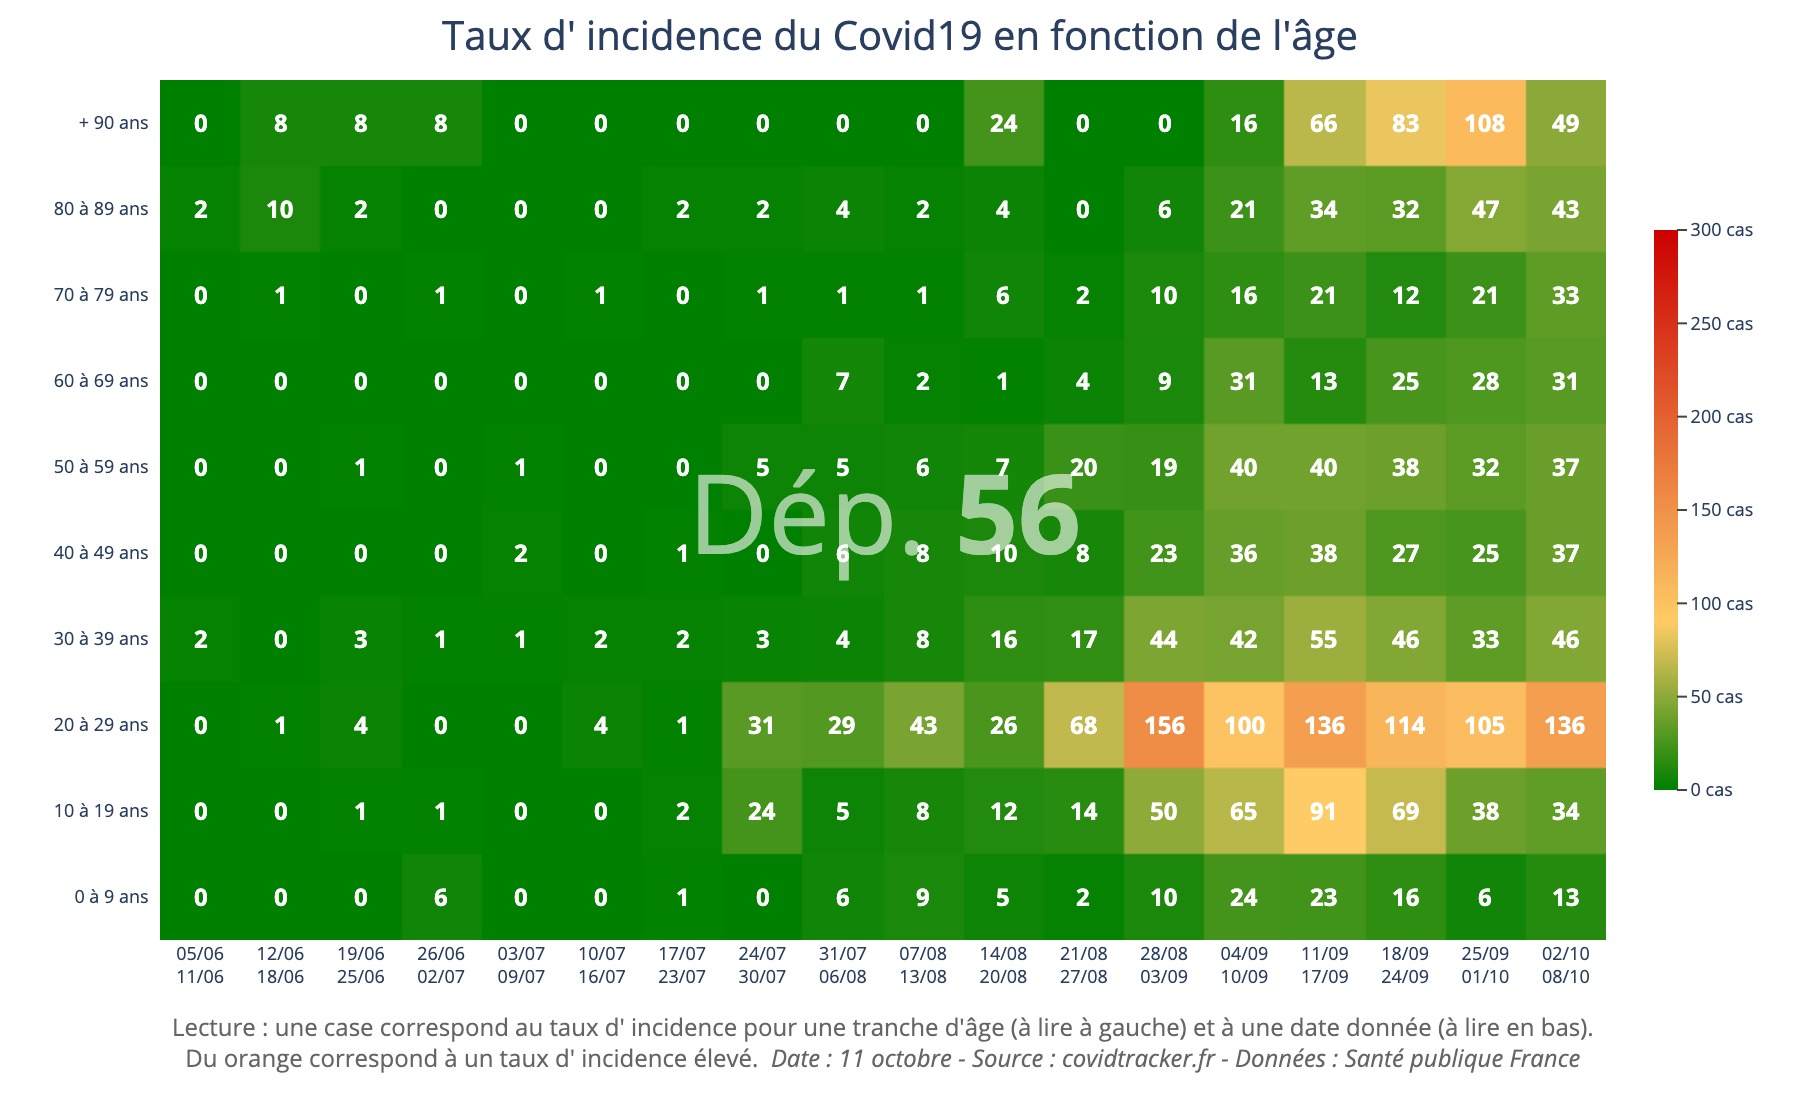 Taux d' incidence du Covid19 en fonction de l'âge
+ 90 ans 0 8 8 8 0 0 0 0 0 0 24 0 0 16 66 83 108 49
80 à 89 ans 2 10 2 0 0 0 2 2 4 2 4 0 6 21 34 32 47 43
70 à 79 ans 0 1 0 1 0 1 0 1 1 1 6 2 10 16 21 12 21 33
60 à 69 ans 0 0 0 0 0 0 0 0 7 2 1 4 9 31 13 25 28 31
50 à 59 ans 0 0 1 0 1 0 0 5 5 6 7 20 19 40 40 38 32 37
Dép. 56
40 à 49 ans 0 0 0 0 2 0 1 0 6 8 10 8 23 36 38 27 25 37
30 à 39 ans 2 0 3 1 1 2 2 3 4 8 16 17 44 42 55 46 33 46
20 à 29 ans 0 1 4 0 0 4 1 31 29 43 26 68 156 100 136 114 105 136
10 à 19 ans 0 0 1 1 0 0 2 24 5 8 12 14 50 65 91 69 38 34
0 à 9 ans 0 0 0 6 0 0 1 0 6 9 5 2 10 24 23 16 6 13
05/06 12/06 19/06 26/06 03/07 10/07 17/07 24/07 31/07 07/08 14/08 21/08 28/08 04/09 11/09 18/09 25/09 02/10
11/06 18/06 25/06 02/07 09/07 16/07 23/07 30/07 06/08 13/08 20/08 27/08 03/09 10/09 17/09 24/09 01/10 08/10
300 cas
250 cas
200 cas
150 cas
100 cas
50 cas
0 cas
Lecture : une case correspond au taux d' incidence pour une tranche d'âge (à lire à gauche) et à une date donnée (à lire en bas).
Du orange correspond à un taux d' incidence élevé. Date : 11 octobre - Source : covidtracker.fr - Données : Santé publique France